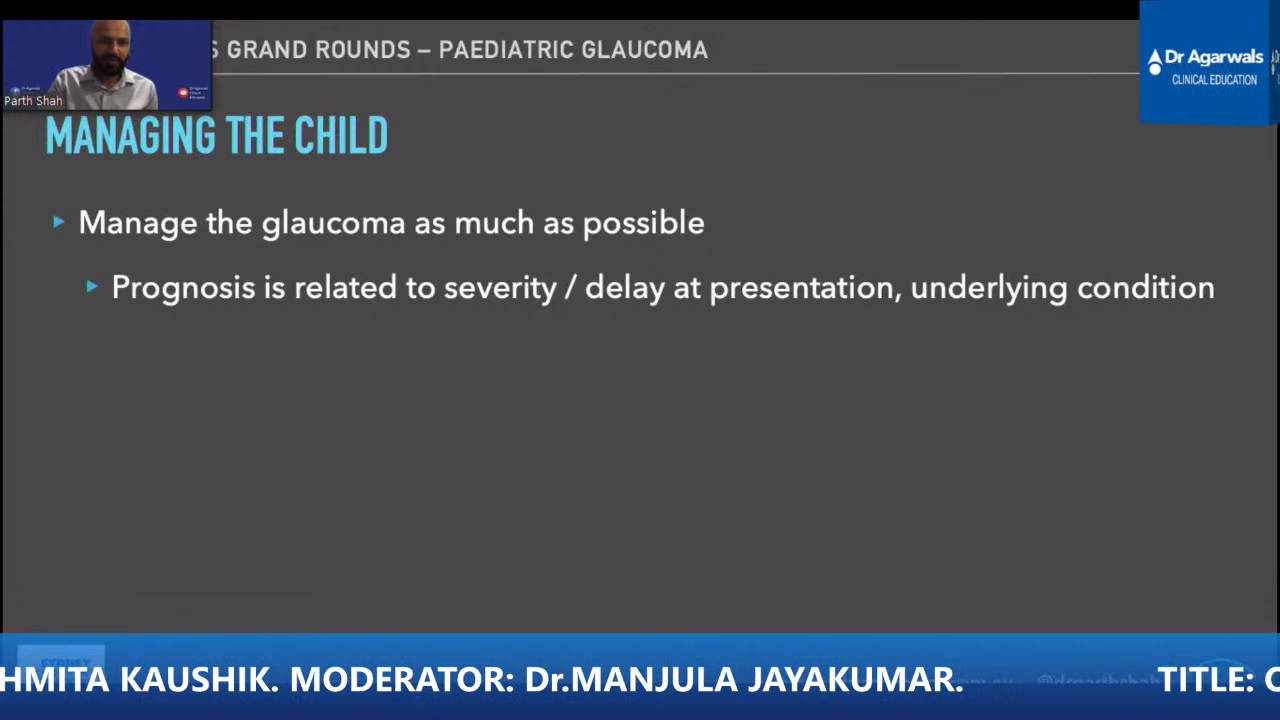 S GRAND ROUNDS – PAEDIATRIC GLAUCOMA
Dr Agarwals
CLINICAL EDUCATION
Parth Shah
MANAGING THE CHILD
Manage the glaucoma as much as possible
Prognosis is related to severity / delay at presentation, underlying condition
HMITA KAUSHIK. MODERATOR: Dr.MANJULA JAYAKUMAR. TITLE: C